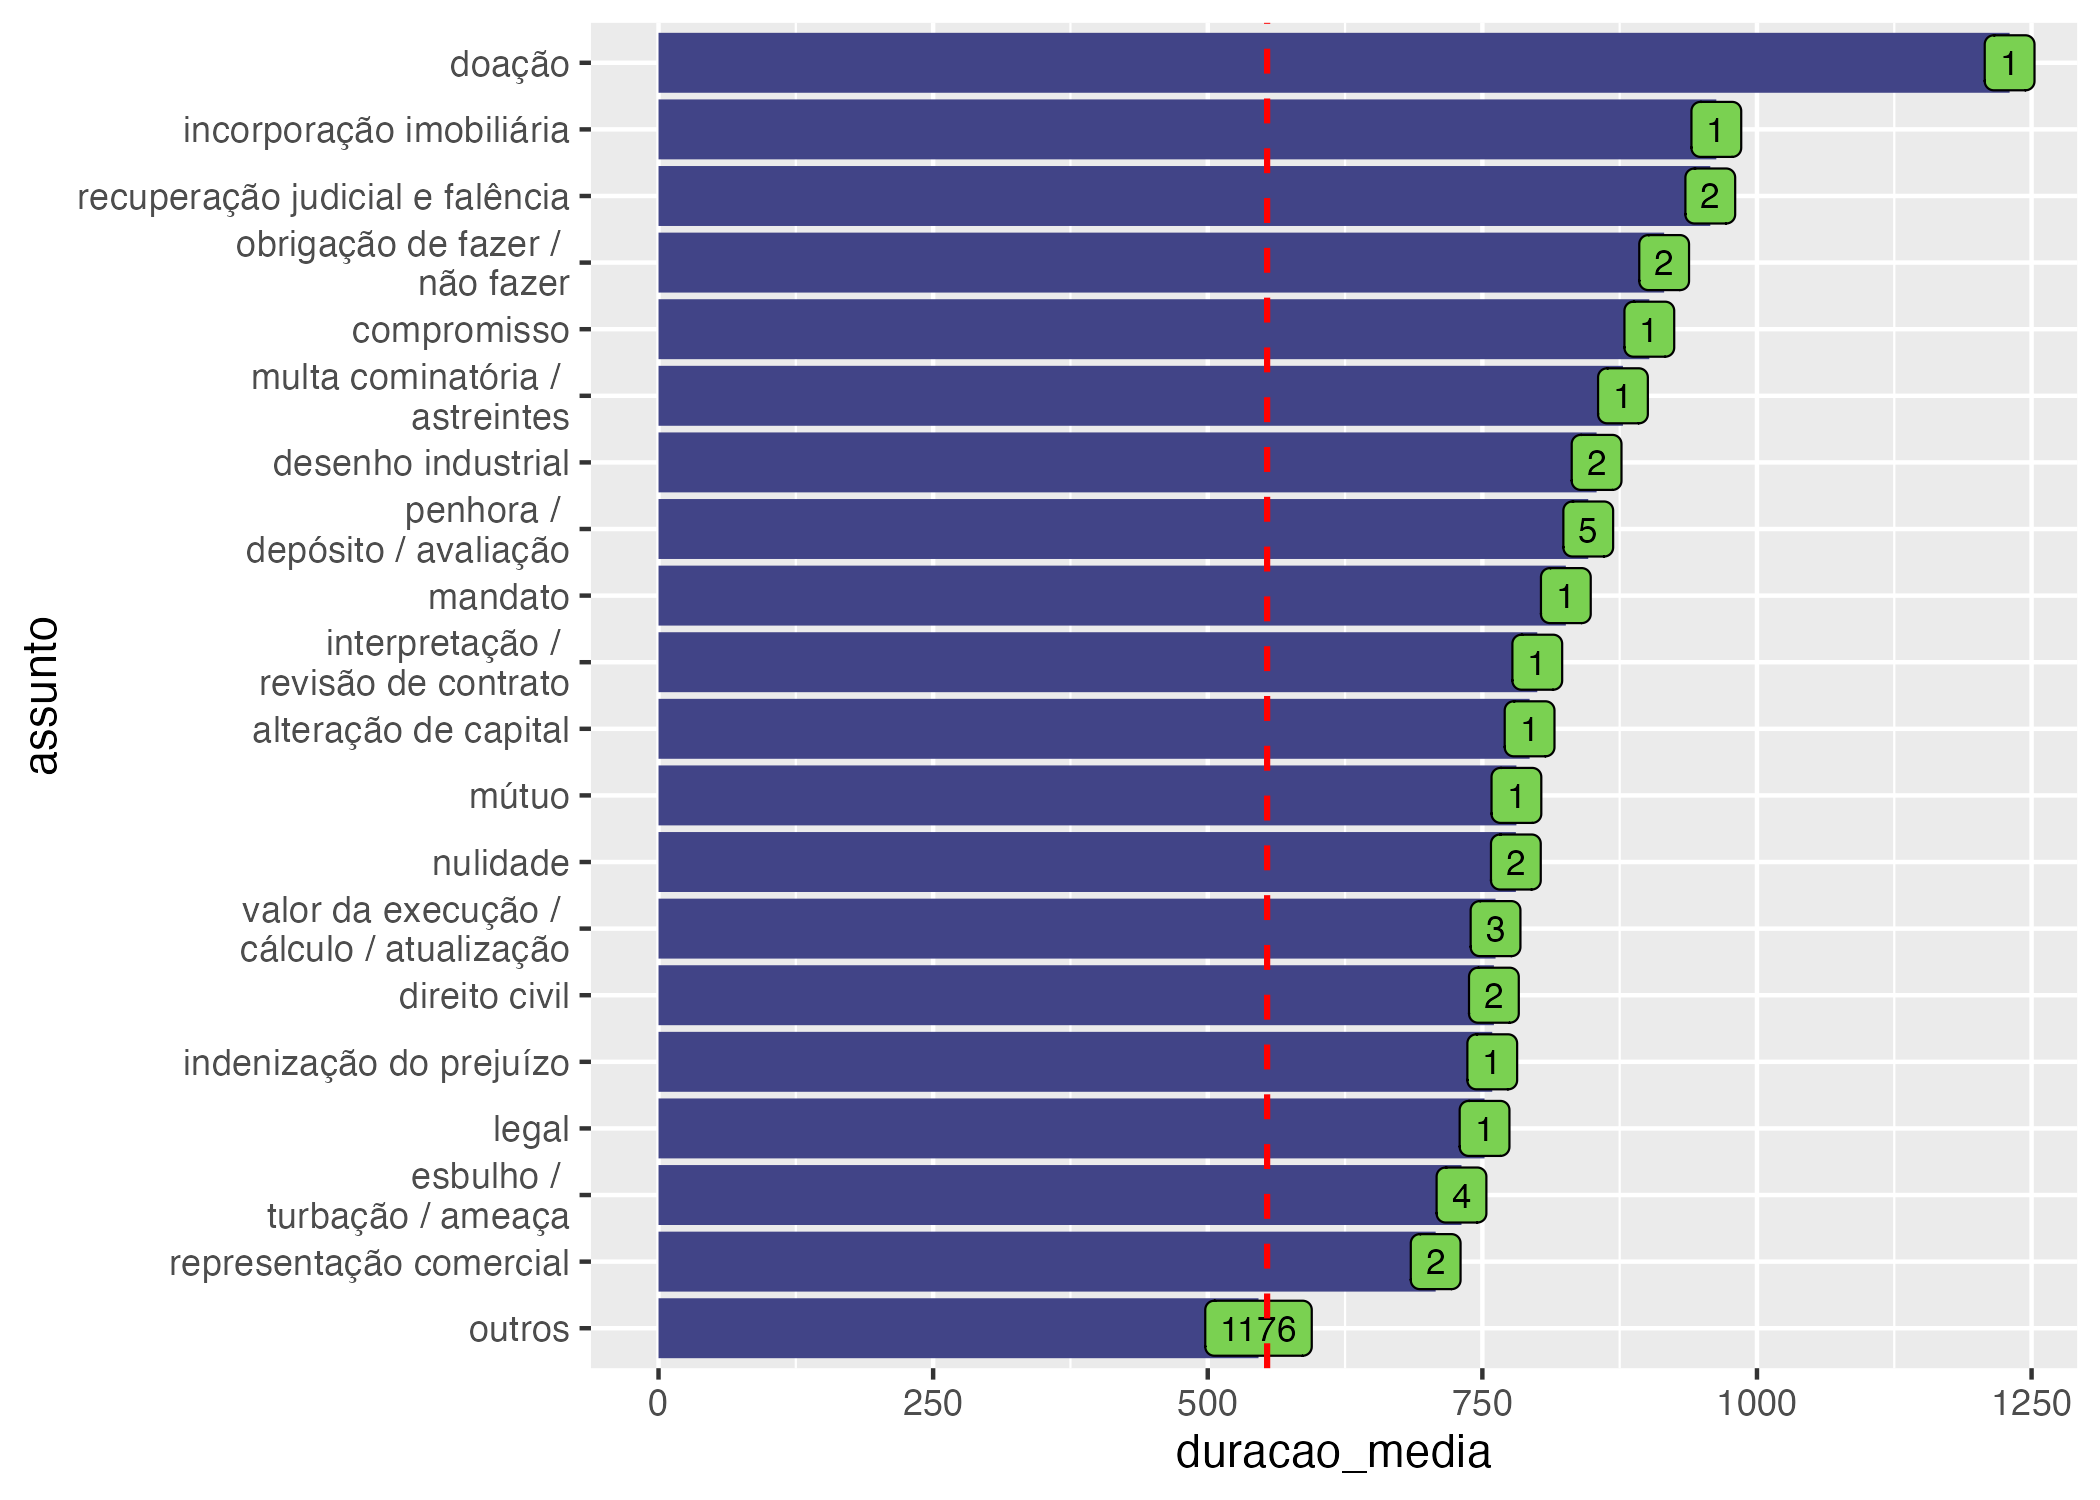 doação
1
incorporação imobiliária
1
recuperação judicial e falência
2
obrigação de fazer /
não fazer
2
compromisso
1
multa cominatória /
astreintes
1
desenho industrial
2
penhora /
depósito / avaliação
5
mandato
1
interpretação /
revisão de contrato
1
alteração de capital
1
mútuo
1
nulidade
2
valor da execução /
cálculo / atualização
3
direito civil
2
indenização do prejuízo
1
legal
1
esbulho /
turbação / ameaça
4
representação comercial
2
outros
1176
assunto
0 250 500 750 1000 1250
duracao_media